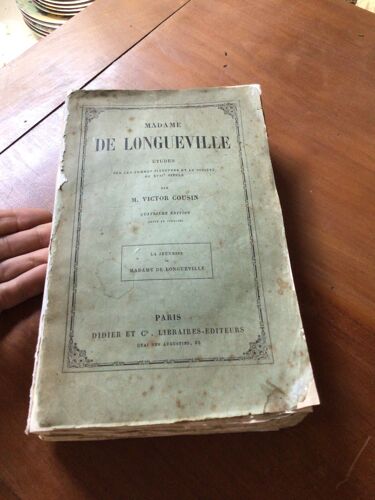 MADAME
DE LONGUEVILLE
ÉTUDES
SUR LES FEMMES ILLUSTRES ET LA SOCIÉTÉ
DU XVIIe SIÈCLE
PAR
M. VICTOR COUSIN
QUATRIÈME ÉDITION
LA JEUNESSE
DE
MADAME DE LONGUEVILLE
PARIS
DIDIER ET Ce, LIBRAIRES-ÉDITEURS
QUAI DES AUGUSTINS, 35